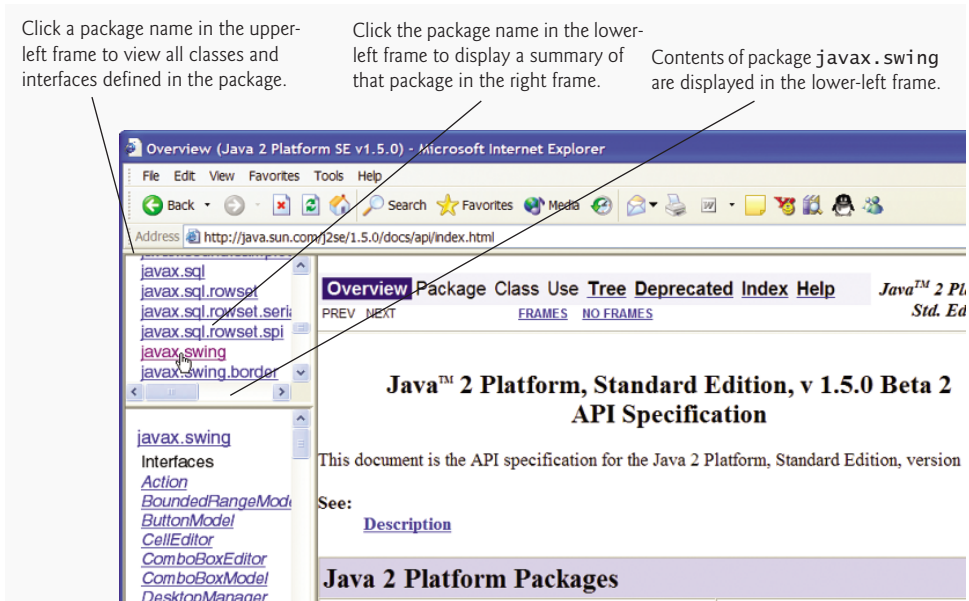 Click a package name in the upper-
left frame to view all classes and
interfaces defined in the package.
Click the package name in the lower-
left frame to display a summary of
that package in the right frame.
Contents of package javax.swing
are displayed in the lower-left frame.
Overview (Java 2 Platform SE v1.5.0) - Microsoft Internet Explorer
File Edit View Favorites Tools Help
Back Search Favorites Media
Address http://java.sun.com/j2se/1.5.0/docs/api/index.html
javax.sql
javax.sql.rowset
javax.sql.rowset.seria
javax.sql.rowset.spi
javax.swing
javax.swing.border
javax.swing
Interfaces
Action
BoundedRangeMode
ButtonModel
CellEditor
ComboBoxEditor
ComboBoxModel
DesktopManager
Overview Package Class Use Tree Deprecated Index Help
Java™ 2 Pla
Std. Ed
PREV NEXT FRAMES NO FRAMES
Java™ 2 Platform, Standard Edition, v 1.5.0 Beta 2
API Specification
This document is the API specification for the Java 2 Platform, Standard Edition, version
See:
Description
Java 2 Platform Packages